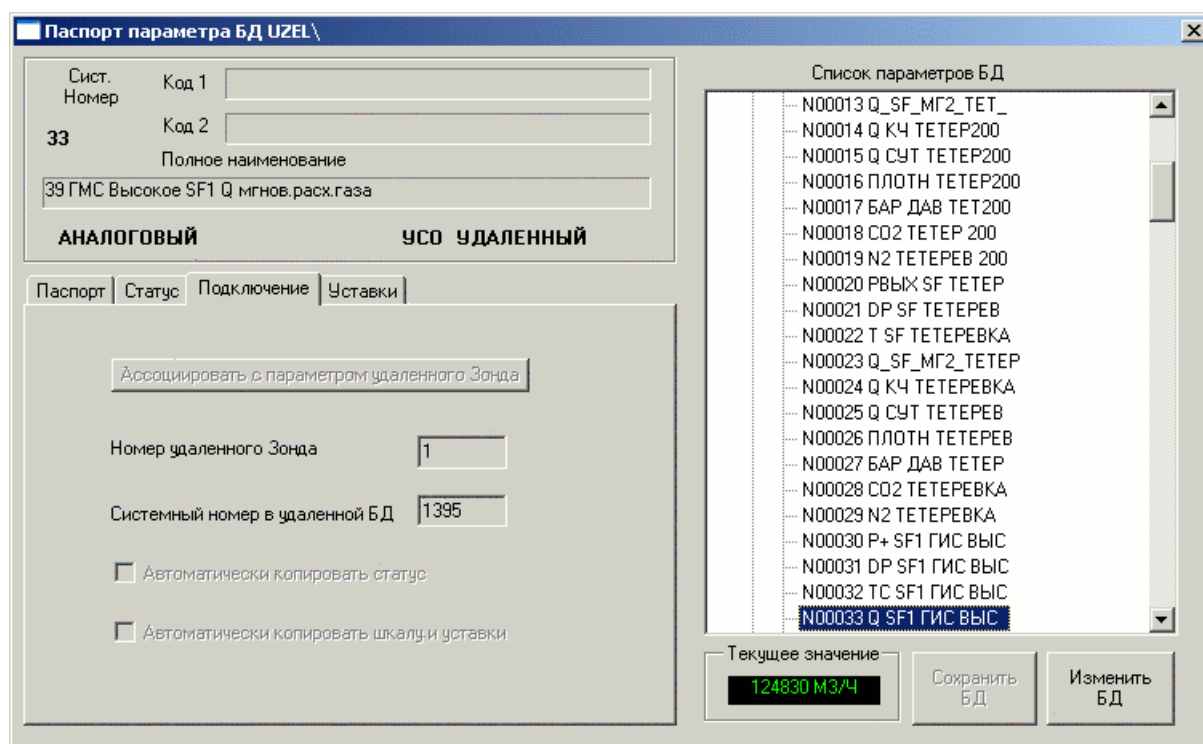 Паспорт параметра БД UZEL\
Сист.
Номер
33
Код 1
Код 2
Полное наименование
39 ГМС Высокое SF1 Q мгнов.расх.газа
АНАЛОГОВЫЙ УСО УДАЛЕННЫЙ
Паспорт Статус Подключение Уставки
Ассоциировать с параметром удаленного Зонда
Номер удаленного Зонда 1
Системный номер в удаленной БД 1395
Автоматически копировать статус
Автоматически копировать шкалу и уставки
Список параметров БД
N00013 Q_SF_МГ2_ТЕТ_
N00014 Q КЧ ТЕТЕР200
N00015 Q СУТ ТЕТЕР200
N00016 ПЛОТН ТЕТЕР200
N00017 БАР ДАВ ТЕТ200
N00018 CO2 ТЕТЕР 200
N00019 N2 ТЕТЕРЕВ 200
N00020 PВЫХ SF ТЕТЕР
N00021 DP SF ТЕТЕРЕВ
N00022 T SF ТЕТЕРЕВКА
N00023 Q_SF_МГ2_ТЕТЕР
N00024 Q КЧ ТЕТЕРЕВКА
N00025 Q СУТ ТЕТЕРЕВ
N00026 ПЛОТН ТЕТЕРЕВ
N00027 БАР ДАВ ТЕТЕР
N00028 CO2 ТЕТЕРЕВКА
N00029 N2 ТЕТЕРЕВКА
N00030 P+ SF1 ГИС ВЫС
N00031 DP SF1 ГИС ВЫС
N00032 TC SF1 ГИС ВЫС
N00033 Q SF1 ГИС ВЫС
Текущее значение
124830 М3/Ч
Сохранить
БД
Изменить
БД